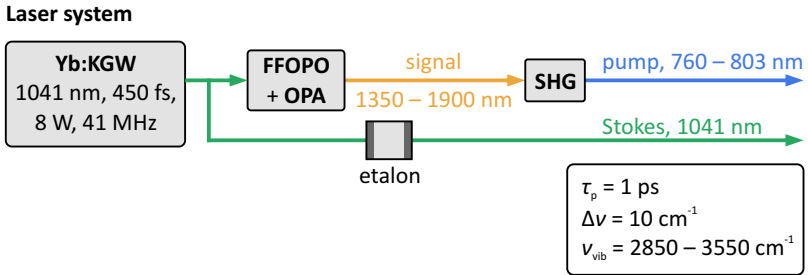 Laser system
Yb:KGW
1041 nm, 450 fs,
8 W, 41 MHz
FFOPO
+ OPA
signal
1350 – 1900 nm
SHG
pump, 760 – 803 nm
Stokes, 1041 nm
etalon
τp = 1 ps
Δν = 10 cm⁻¹
νvib = 2850 – 3550 cm⁻¹